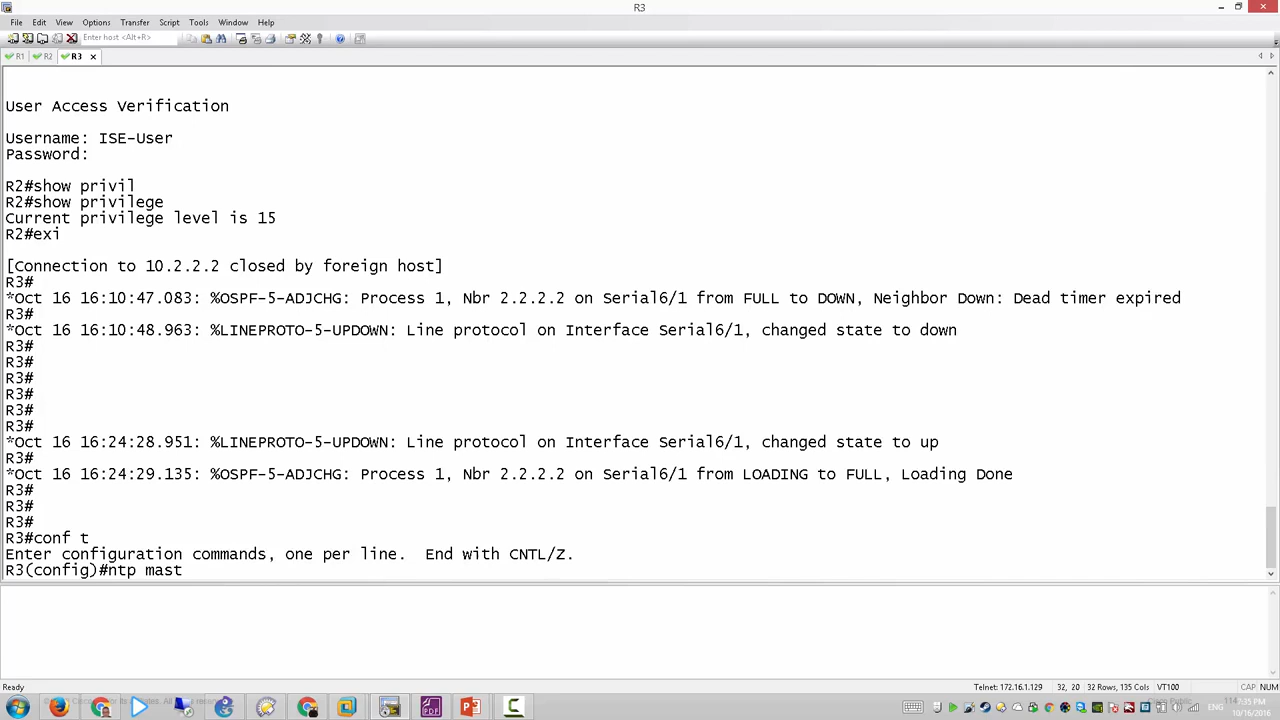 R3
File Edit View Options Transfer Script Tools Window Help
Enter host <Alt+R>
R1 R2 R3
User Access Verification
Username: ISE-User
Password:
R2#show privil
R2#show privilege
Current privilege level is 15
R2#exi
[Connection to 10.2.2.2 closed by foreign host]
R3#
*Oct 16 16:10:47.083: %OSPF-5-ADJCHG: Process 1, Nbr 2.2.2.2 on Serial6/1 from FULL to DOWN, Neighbor Down: Dead timer expired
R3#
*Oct 16 16:10:48.963: %LINEPROTO-5-UPDOWN: Line protocol on Interface Serial6/1, changed state to down
R3#
R3#
R3#
R3#
R3#
R3#
*Oct 16 16:24:28.951: %LINEPROTO-5-UPDOWN: Line protocol on Interface Serial6/1, changed state to up
R3#
*Oct 16 16:24:29.135: %OSPF-5-ADJCHG: Process 1, Nbr 2.2.2.2 on Serial6/1 from LOADING to FULL, Loading Done
R3#
R3#
R3#
R3#conf t
Enter configuration commands, one per line.  End with CNTL/Z.
R3(config)#ntp mast
Ready Telnet: 172.16.1.129 32, 20 32 Rows, 135 Cols VT100 CAP NUM
ENG 7:35 PM
10/16/2016